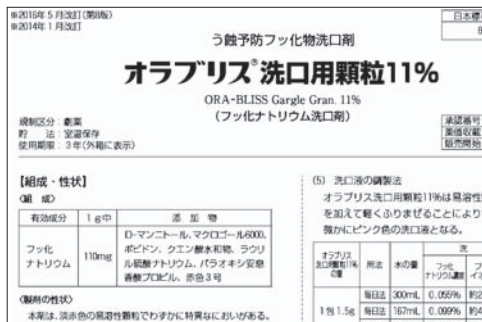 ※2016年5月改訂(第8版)
※2014年1月改訂
日本標
8
う蝕予防フッ化物洗口剤
オラブリス®洗口用顆粒11%
ORA-BLISS Gargle Gran. 11%
(フッ化ナトリウム洗口剤)
規制区分:劇薬
貯 法:室温保存
使用期限:3年(外箱に表示)
承認番号
薬価収載
販売開始
【組成・性状】
〈組 成〉
有効成分 1g中 添加物
フッ化
ナトリウム 110mg
D-マンニトール、マクロゴール6000、
ポビドン、クエン酸水和物、ラウリ
ル硫酸ナトリウム、パラオキシ安息
香酸プロピル、赤色3号
〈製剤の性状〉
本剤は、淡赤色の易溶性顆粒でわずかに特異なにおいがある。
(5) 洗口液の調製法
オラブリス洗口用顆粒11%は易溶性
を加えて軽くふりまぜることにより
微かにピンク色の洗口液となる。
オラブリス
洗口用顆粒11%
の量
用法 水の量 洗
フッ化
ナトリウム濃度
フッ
イオ
1包1.5g 毎日法 300mL 0.055% 約2
毎日法 167mL 0.099% 約4